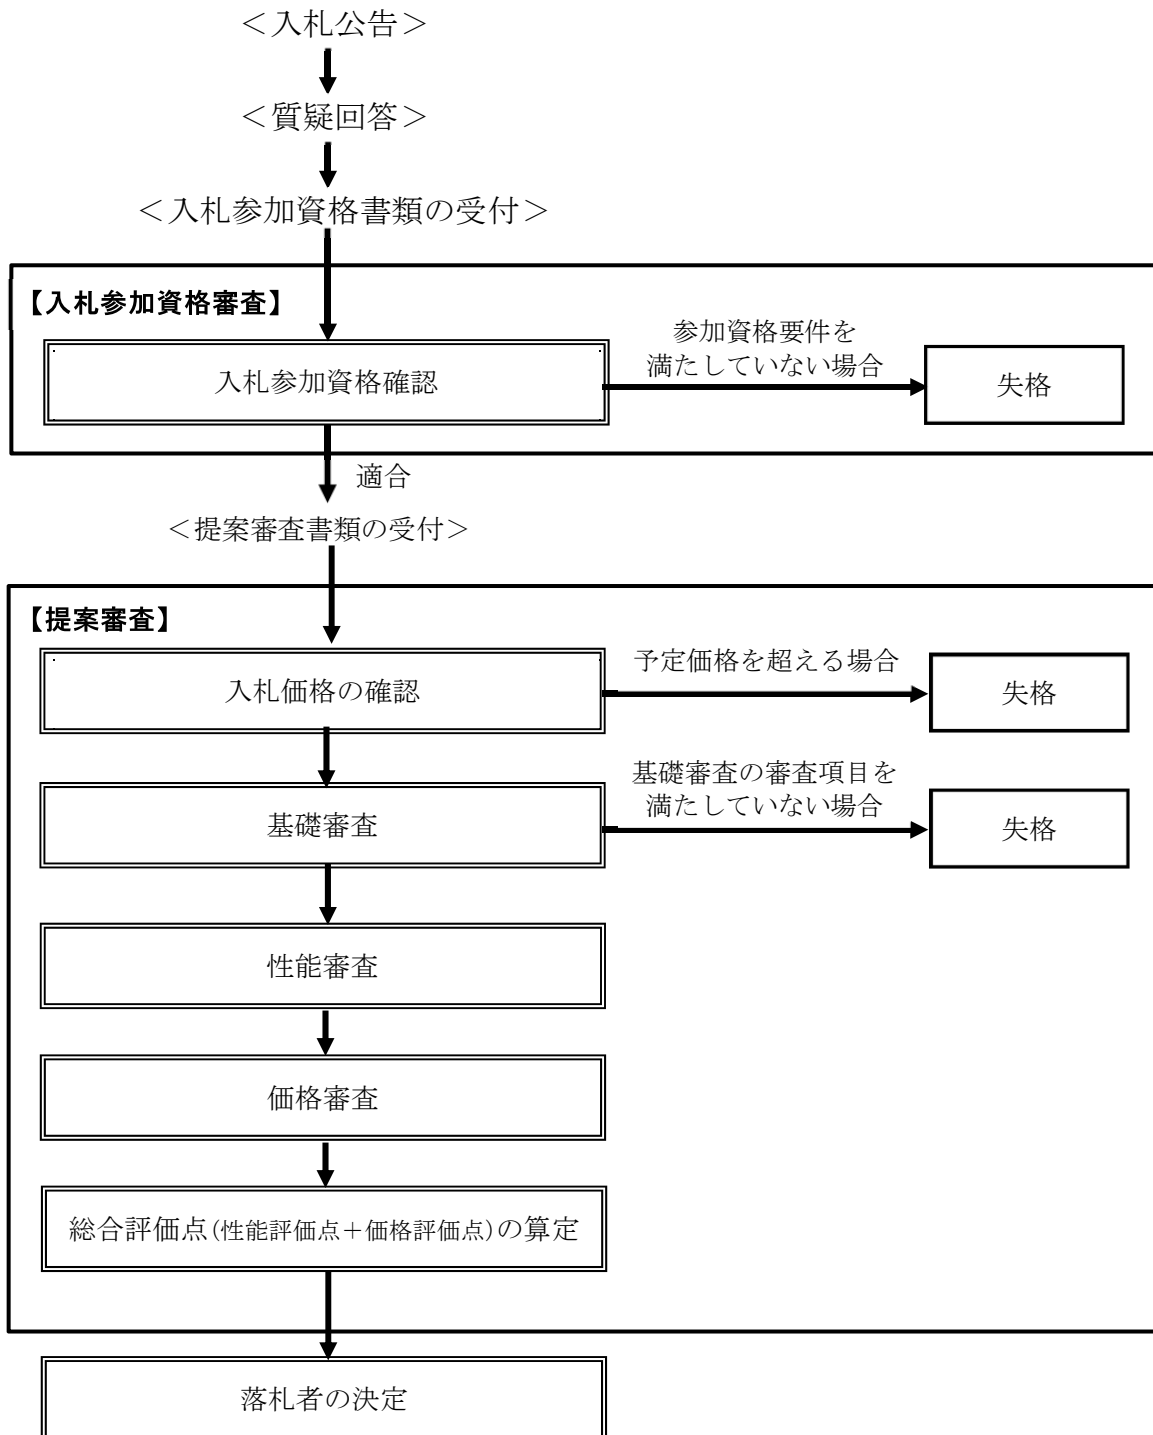 ＜入札公告＞
＜質疑回答＞
＜入札参加資格書類の受付＞
【入札参加資格審査】
参加資格要件を
満たしていない場合
入札参加資格確認
失格
適合
＜提案審査書類の受付＞
【提案審査】
予定価格を超える場合
入札価格の確認
失格
基礎審査の審査項目を
満たしていない場合
基礎審査
失格
性能審査
価格審査
総合評価点(性能評価点＋価格評価点)の算定
落札者の決定